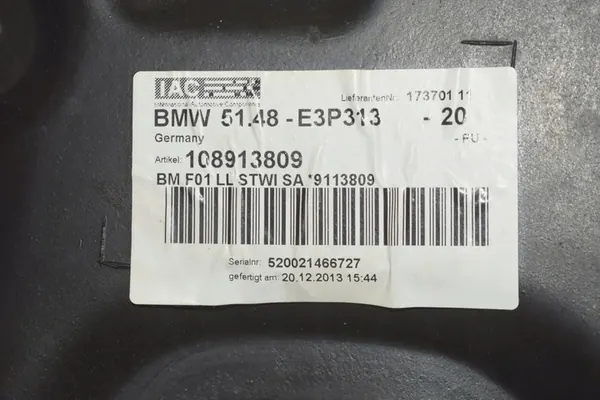 IAC
International Automotive Components
LieferantenNr: 173701 11
BMW 51.48 - E3P313 - 20
Germany - PU -
Artikel: 108913809
BM F01 LL STWI SA *9113809
Serialnr: 520021466727
gefertigt am: 20.12.2013 15:44